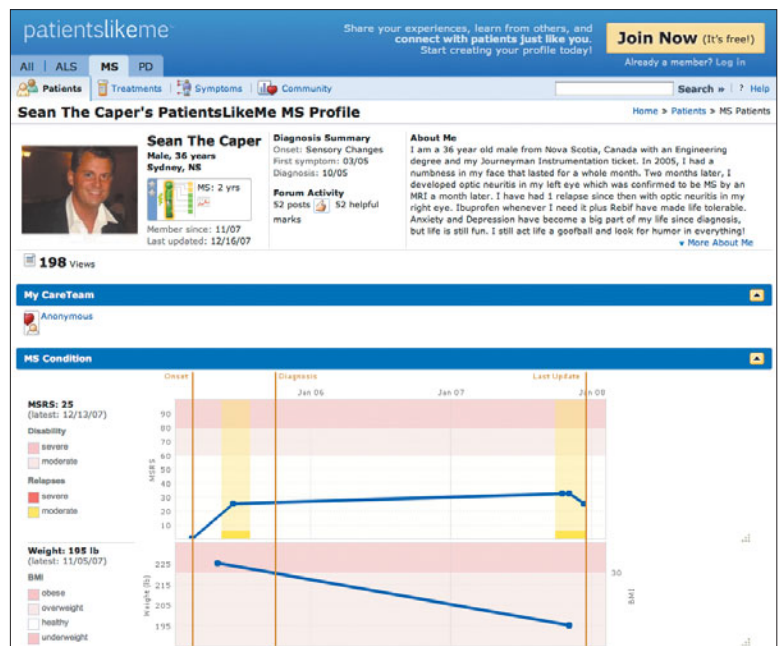 patientslikeme
Share your experiences, learn from others, and
connect with patients just like you.
Start creating your profile today!
Join Now (It's free!)
Already a member? Log in
All | ALS MS PD
Patients Treatments Symptoms Community
Search » ? Help
Sean The Caper's PatientsLikeMe MS Profile
Home > Patients > MS Patients
Sean The Caper
Male, 36 years
Sydney, NS
MS: 2 yrs
Member since: 11/07
Last updated: 12/16/07
Diagnosis Summary
Onset: Sensory Changes
First symptom: 03/05
Diagnosis: 10/05
Forum Activity
52 posts 52 helpful
marks
About Me
I am a 36 year old male from Nova Scotia, Canada with an Engineering
degree and my Journeyman Instrumentation ticket. In 2005, I had a
numbness in my face that lasted for a whole month. Two months later, I
developed optic neuritis in my left eye which was confirmed to be MS by an
MRI a month later. I have had 1 relapse since then with optic neuritis in my
right eye. Ibuprofen whenever I need it plus Rebif have made life tolerable.
Anxiety and Depression have become a big part of my life since diagnosis,
but life is still fun. I still act like a goofball and look for humor in everything!
More About Me
198 Views
My CareTeam
Anonymous
MS Condition
Onset Diagnosis Last Update
Jan 06 Jan 07 Jan 08
MSRS: 25
(latest: 12/13/07)
Disability
severe
moderate
Relapses
severe
moderate
MSRS
90
80
70
60
50
40
30
20
10
Weight: 195 lb
(latest: 11/05/07)
BMI
obese
overweight
healthy
underweight
Weight (lb)
225
215
205
195
30
BMI